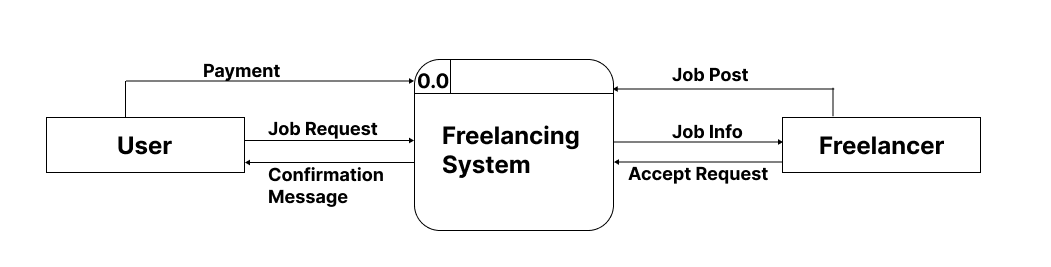 Payment
Job Post
0.0
Job Request
Job Info
User
Freelancing
System
Freelancer
Confirmation
Message
Accept Request